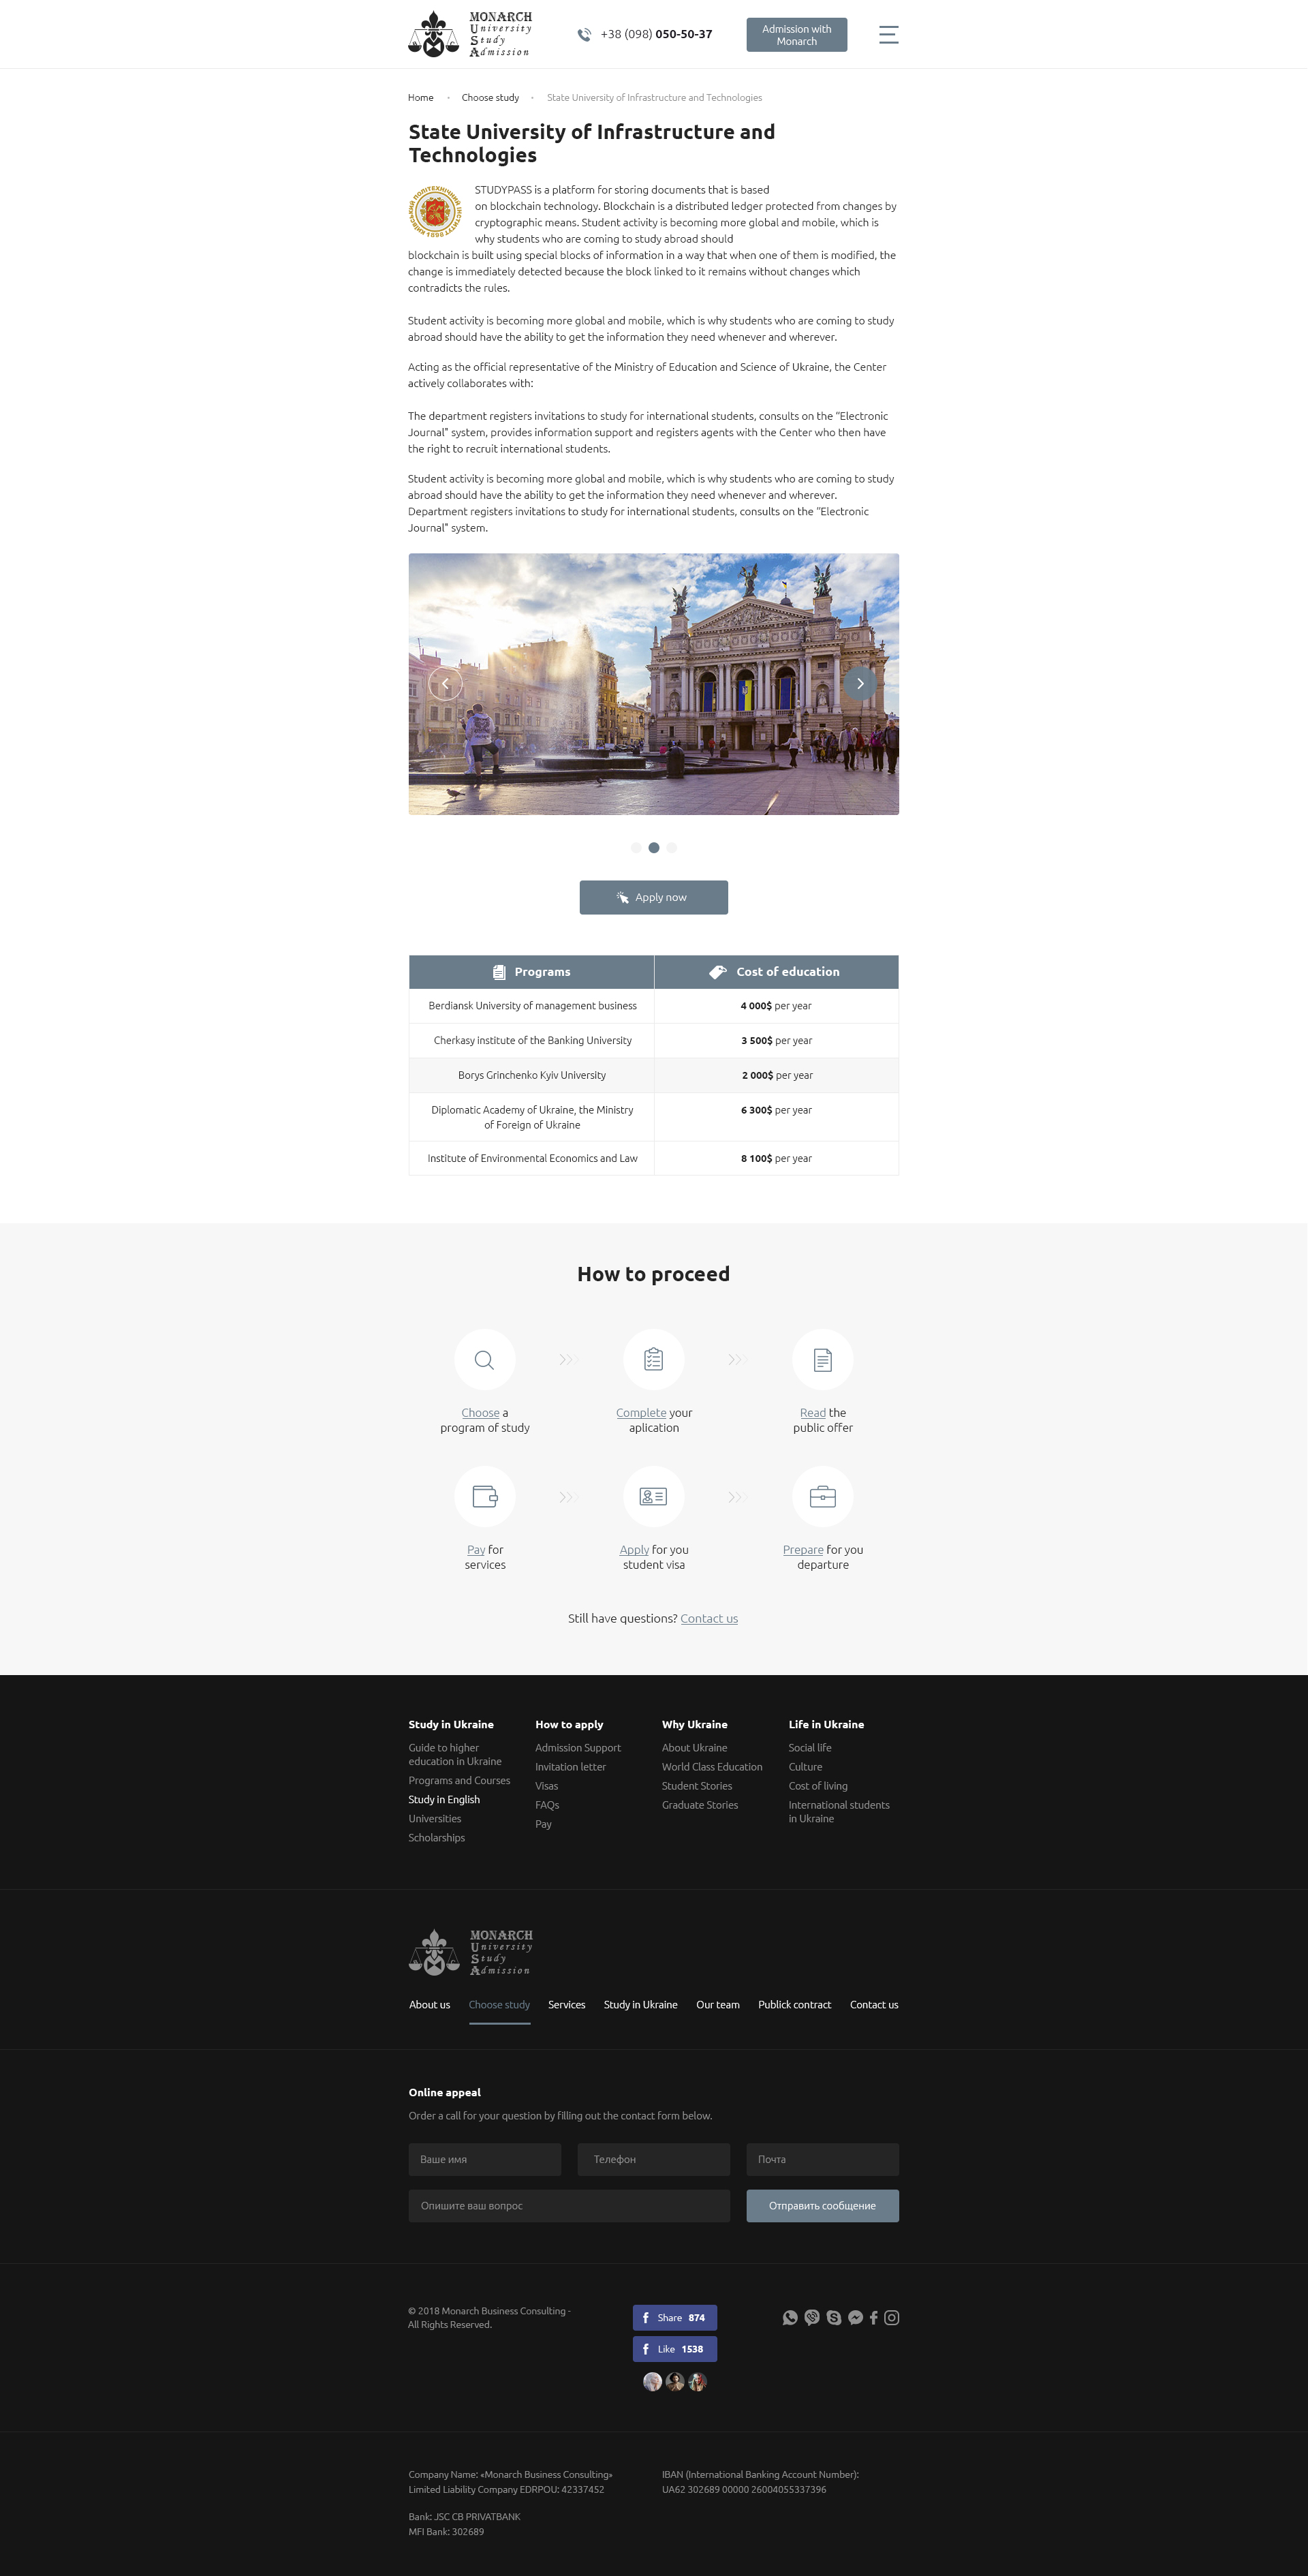 MONARCH
University
Study
Admission
+38 (098) 050-50-37
Admission with
Monarch
Home • Choose study • State University of Infrastructure and Technologies
State University of Infrastructure and
Technologies
STUDYPASS is a platform for storing documents that is based
on blockchain technology. Blockchain is a distributed ledger protected from changes by
cryptographic means. Student activity is becoming more global and mobile, which is
why students who are coming to study abroad should
blockchain is built using special blocks of information in a way that when one of them is modified, the
change is immediately detected because the block linked to it remains without changes which
contradicts the rules.
Student activity is becoming more global and mobile, which is why students who are coming to study
abroad should have the ability to get the information they need whenever and wherever.
Acting as the official representative of the Ministry of Education and Science of Ukraine, the Center
actively collaborates with:
The department registers invitations to study for international students, consults on the “Electronic
Journal” system, provides information support and registers agents with the Center who then have
the right to recruit international students.
Student activity is becoming more global and mobile, which is why students who are coming to study
abroad should have the ability to get the information they need whenever and wherever.
Department registers invitations to study for international students, consults on the “Electronic
Journal” system.
Apply now
Programs Cost of education
Berdiansk University of management business 4 000$ per year
Cherkasy institute of the Banking University 3 500$ per year
Borys Grinchenko Kyiv University 2 000$ per year
Diplomatic Academy of Ukraine, the Ministry 6 300$ per year
of Foreign of Ukraine
Institute of Environmental Economics and Law 8 100$ per year
How to proceed
Choose a
program of study
Complete your
aplication
Read the
public offer
Pay for
services
Apply for you
student visa
Prepare for you
departure
Still have questions? Contact us
Study in Ukraine
Guide to higher
education in Ukraine
Programs and Courses
Study in English
Universities
Scholarships
How to apply
Admission Support
Invitation letter
Visas
FAQs
Pay
Why Ukraine
About Ukraine
World Class Education
Student Stories
Graduate Stories
Life in Ukraine
Social life
Culture
Cost of living
International students
in Ukraine
MONARCH
University
Study
Admission
About us Choose study Services Study in Ukraine Our team Publick contract Contact us
Online appeal
Order a call for your question by filling out the contact form below.
Ваше имя Телефон Почта
Опишите ваш вопрос Отправить сообщение
© 2018 Monarch Business Consulting -
All Rights Reserved.
Share 874
Like 1538
Company Name: «Monarch Business Consulting»
Limited Liability Company EDRPOU: 42337452
Bank: JSC CB PRIVATBANK
MFI Bank: 302689
IBAN (International Banking Account Number):
UA62 302689 00000 26004055337396